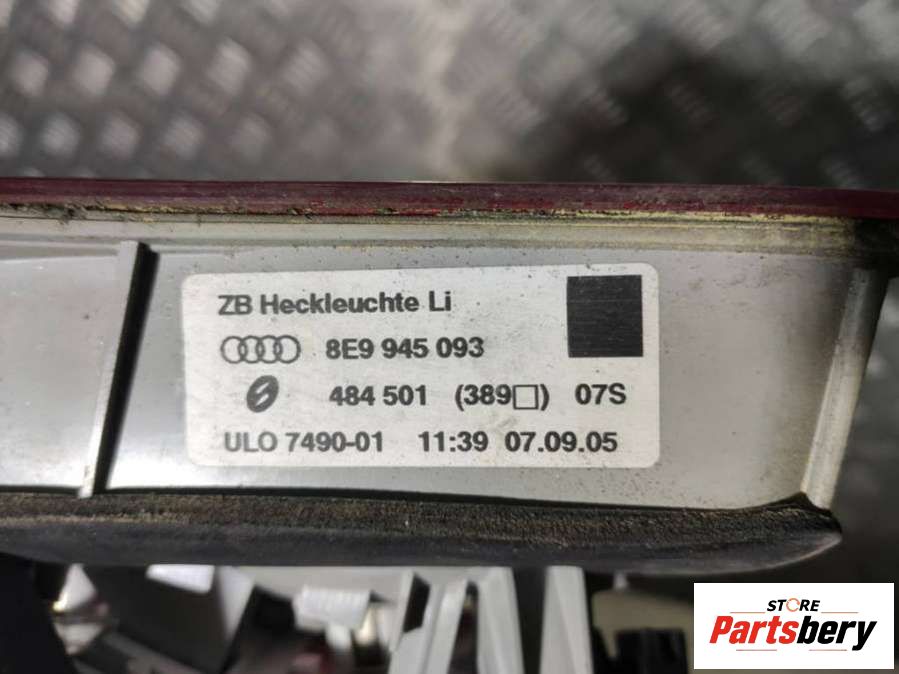 ZB Heckleuchte Li
8E9 945 093
484 501 (389□) 07S
ULO 7490-01 11:39 07.09.05
STORE
Partsbery